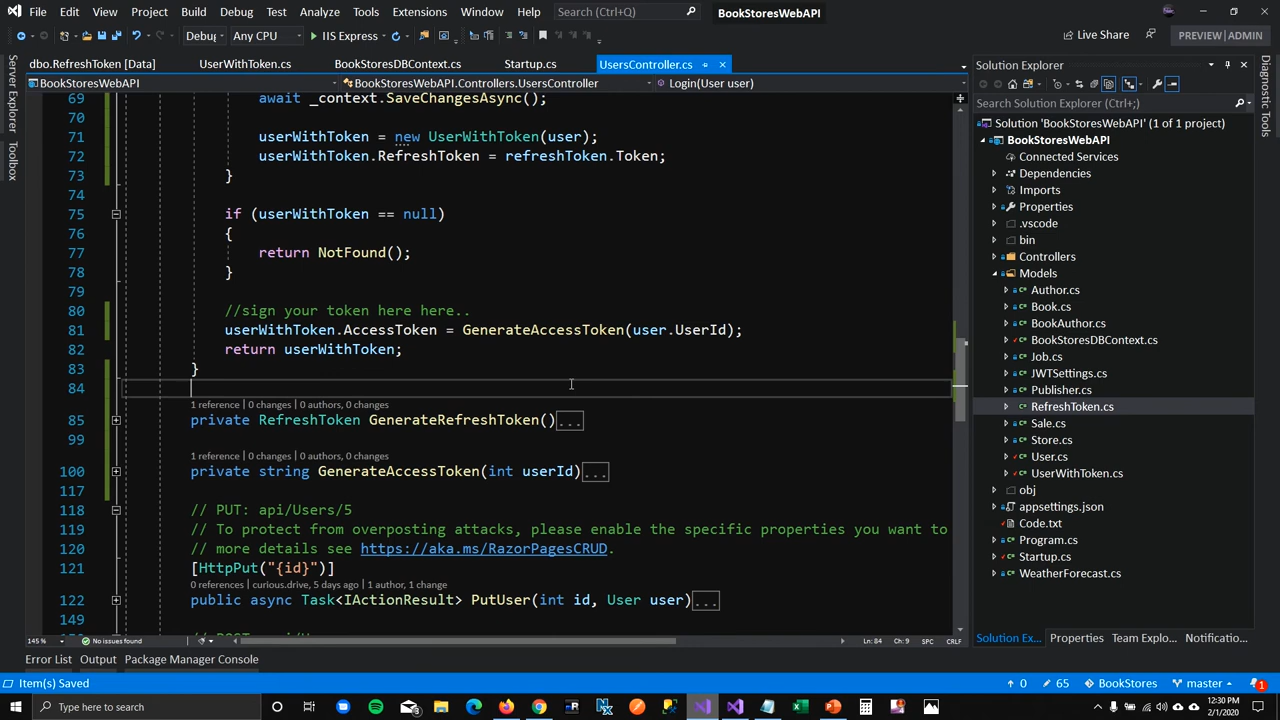 File Edit View Project Build Debug Test Analyze Tools Extensions Window Help Search (Ctrl+Q) BookStoresWebAPI
Debug Any CPU IIS Express Live Share PREVIEW | ADMIN
dbo.RefreshToken [Data] UserWithToken.cs BookStoresDBContext.cs Startup.cs UsersController.cs
BookStoresWebAPI BookStoresWebAPI.Controllers.UsersController Login(User user)
Server Explorer
Toolbox
69 await _context.SaveChangesAsync();
70
71 userWithToken = new UserWithToken(user);
72 userWithToken.RefreshToken = refreshToken.Token;
73 }
74
75 if (userWithToken == null)
76 {
77 return NotFound();
78 }
79
80 //sign your token here here..
81 userWithToken.AccessToken = GenerateAccessToken(user.UserId);
82 return userWithToken;
83 }
84
1 reference | 0 changes | 0 authors, 0 changes
85 private RefreshToken GenerateRefreshToken()...
99
1 reference | 0 changes | 0 authors, 0 changes
100 private string GenerateAccessToken(int userId)...
117
118 // PUT: api/Users/5
119 // To protect from overposting attacks, please enable the specific properties you want to
120 // more details see https://aka.ms/RazorPagesCRUD.
121 [HttpPut("{id}")]
0 references | curious.drive, 5 days ago | 1 author, 1 change
122 public async Task<IActionResult> PutUser(int id, User user)...
149
145 % No issues found Ln: 84 Ch: 9 SPC CRLF
Solution Explorer
Search Solution Explorer (Ctrl+;)
Solution 'BookStoresWebAPI' (1 of 1 project)
BookStoresWebAPI
Connected Services
Dependencies
Imports
Properties
.vscode
bin
Controllers
Models
Author.cs
Book.cs
BookAuthor.cs
BookStoresDBContext.cs
Job.cs
JWTSettings.cs
Publisher.cs
RefreshToken.cs
Sale.cs
Store.cs
User.cs
UserWithToken.cs
obj
appsettings.json
Code.txt
Program.cs
Startup.cs
WeatherForecast.cs
Solution Ex... Properties Team Explo... Notificatio...
Diagnostic Tools
Error List Output Package Manager Console
Item(s) Saved 0 65 BookStores master 1
Type here to search 3 12:30 PM
2/1/2020